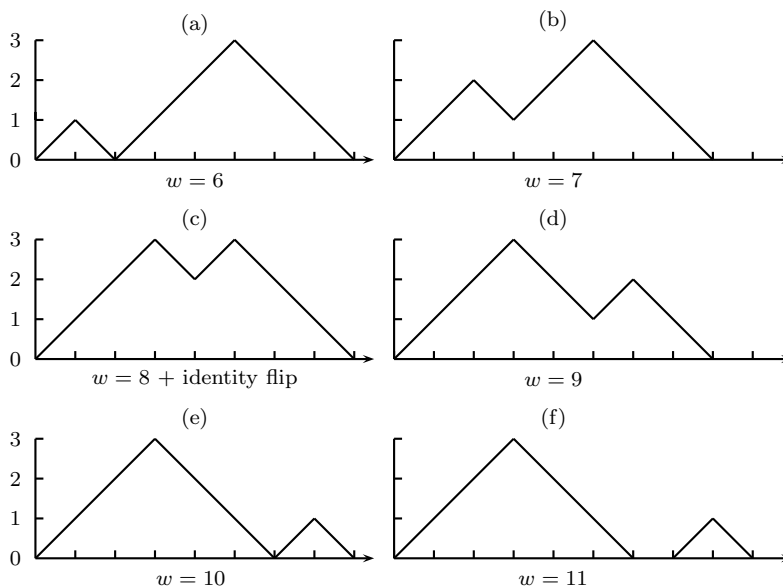 (a) (b)
3
2
1
0
w = 6 w = 7
(c) (d)
3
2
1
0
w = 8 + identity flip w = 9
(e) (f)
3
2
1
0
w = 10 w = 11